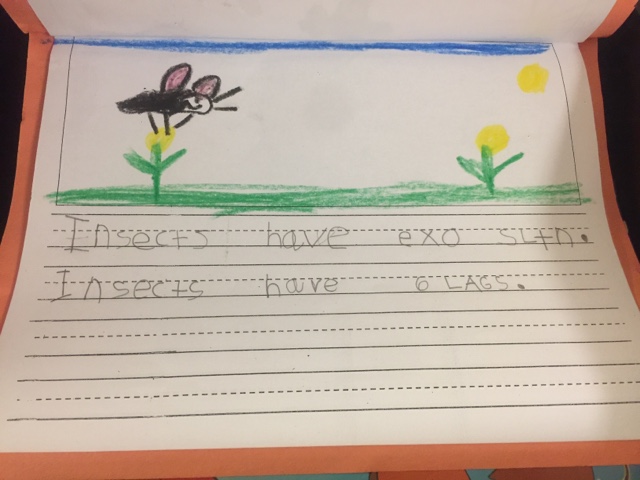 Insects have exo sLtn.
Insects have 6 LAGS.